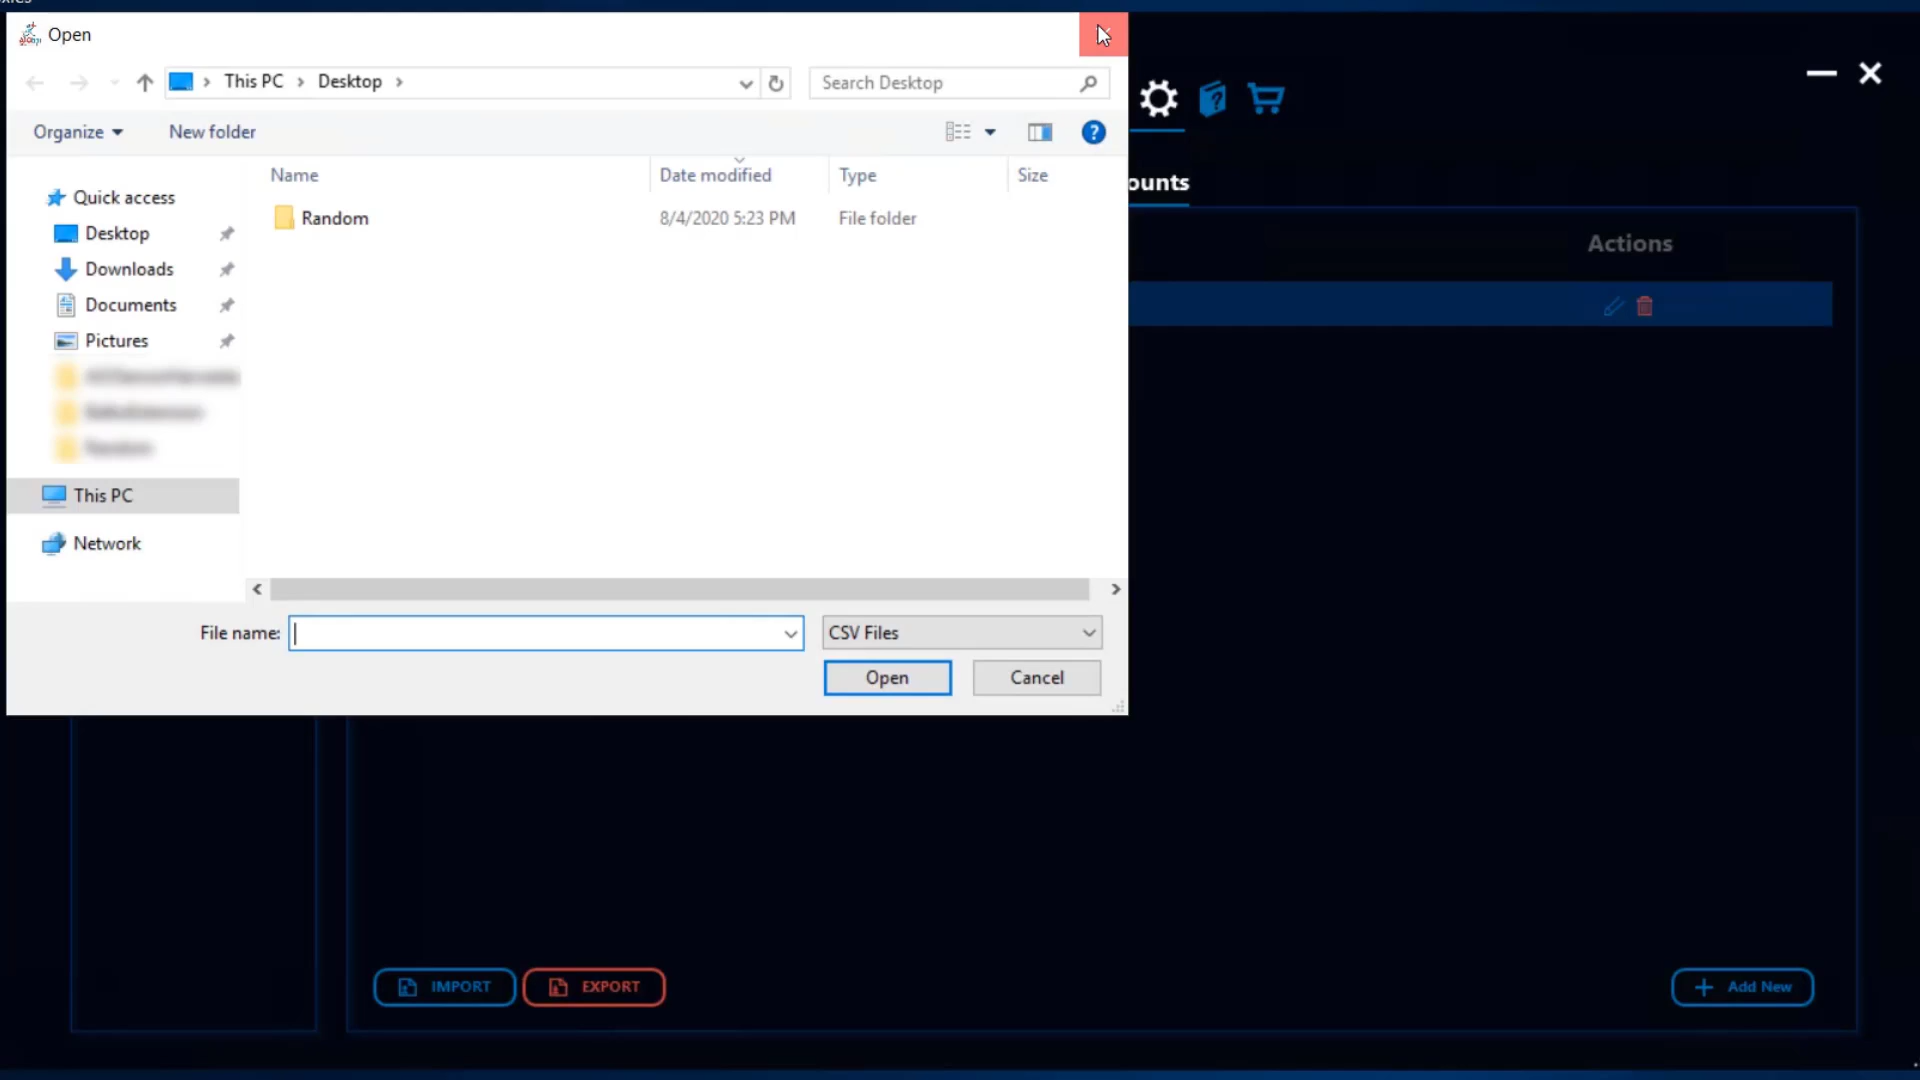 Open
This PC > Desktop >
Search Desktop
Organize
New folder
Name
Date modified
Type
Size
Quick access
Desktop
Downloads
Documents
Pictures
This PC
Network
Random
8/4/2020 5:23 PM
File folder
File name:
CSV Files
Open
Cancel
ounts
Actions
IMPORT
EXPORT
Add New